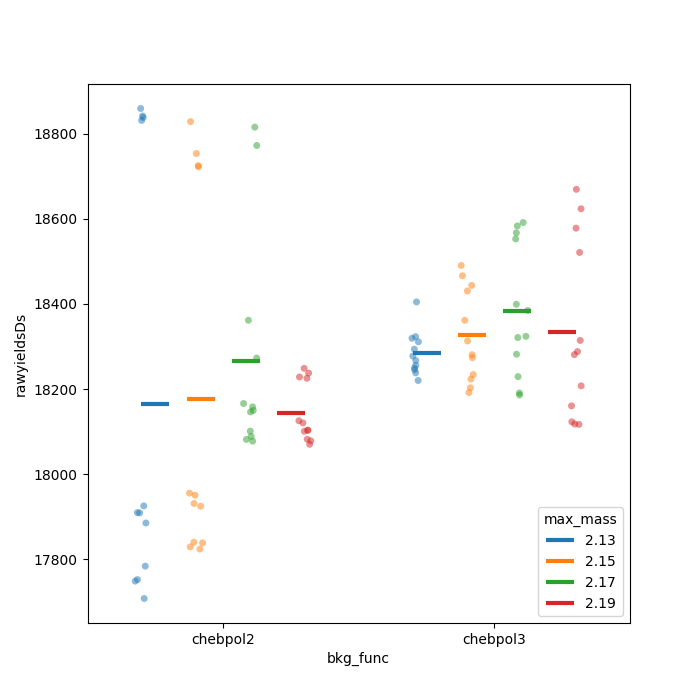 18800
18600
18400
18200
18000
17800
rawyieldsDs
chebpol2
chebpol3
bkg_func
max_mass
2.13
2.15
2.17
2.19